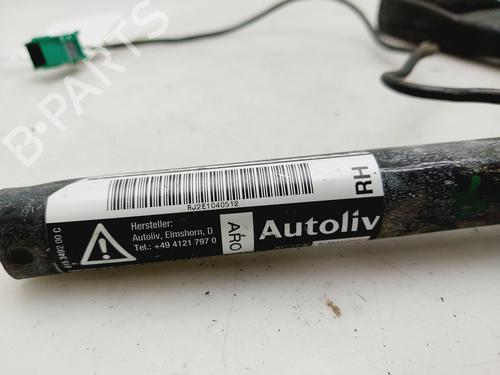 B-PARTS
RJ2E1040512
RH
Hersteller:
Autoliv, Elmshorn, D
Tel.: +49 4121 797 0
ARO
Autoliv